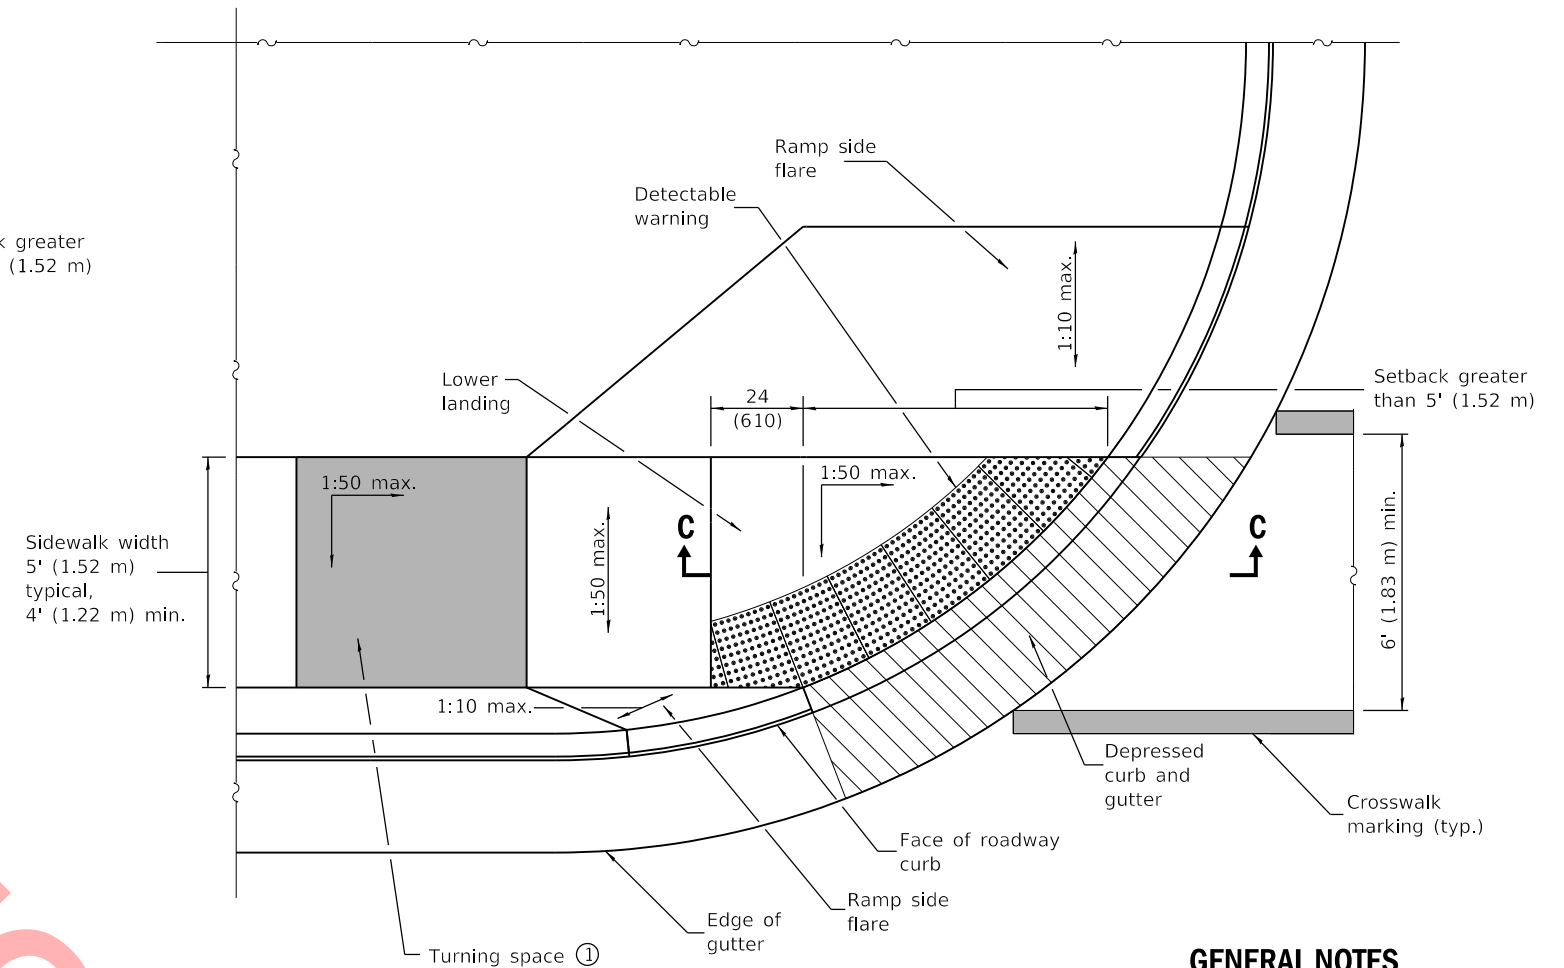 Ramp side
flare
Detectable
warning
k greater
(1.52 m)
1:10 max.
Lower
landing
24
(610)
Setback greater
than 5' (1.52 m)
1:50 max.
1:50 max.
Sidewalk width
5' (1.52 m)
typical,
4' (1.22 m) min.
1:50 max.
C
C
6' (1.83 m) min.
1:10 max.
Depressed
curb and
gutter
Crosswalk
marking (typ.)
Face of roadway
curb
Ramp side
flare
Edge of
gutter
Turning space ①
GENERAL NOTES